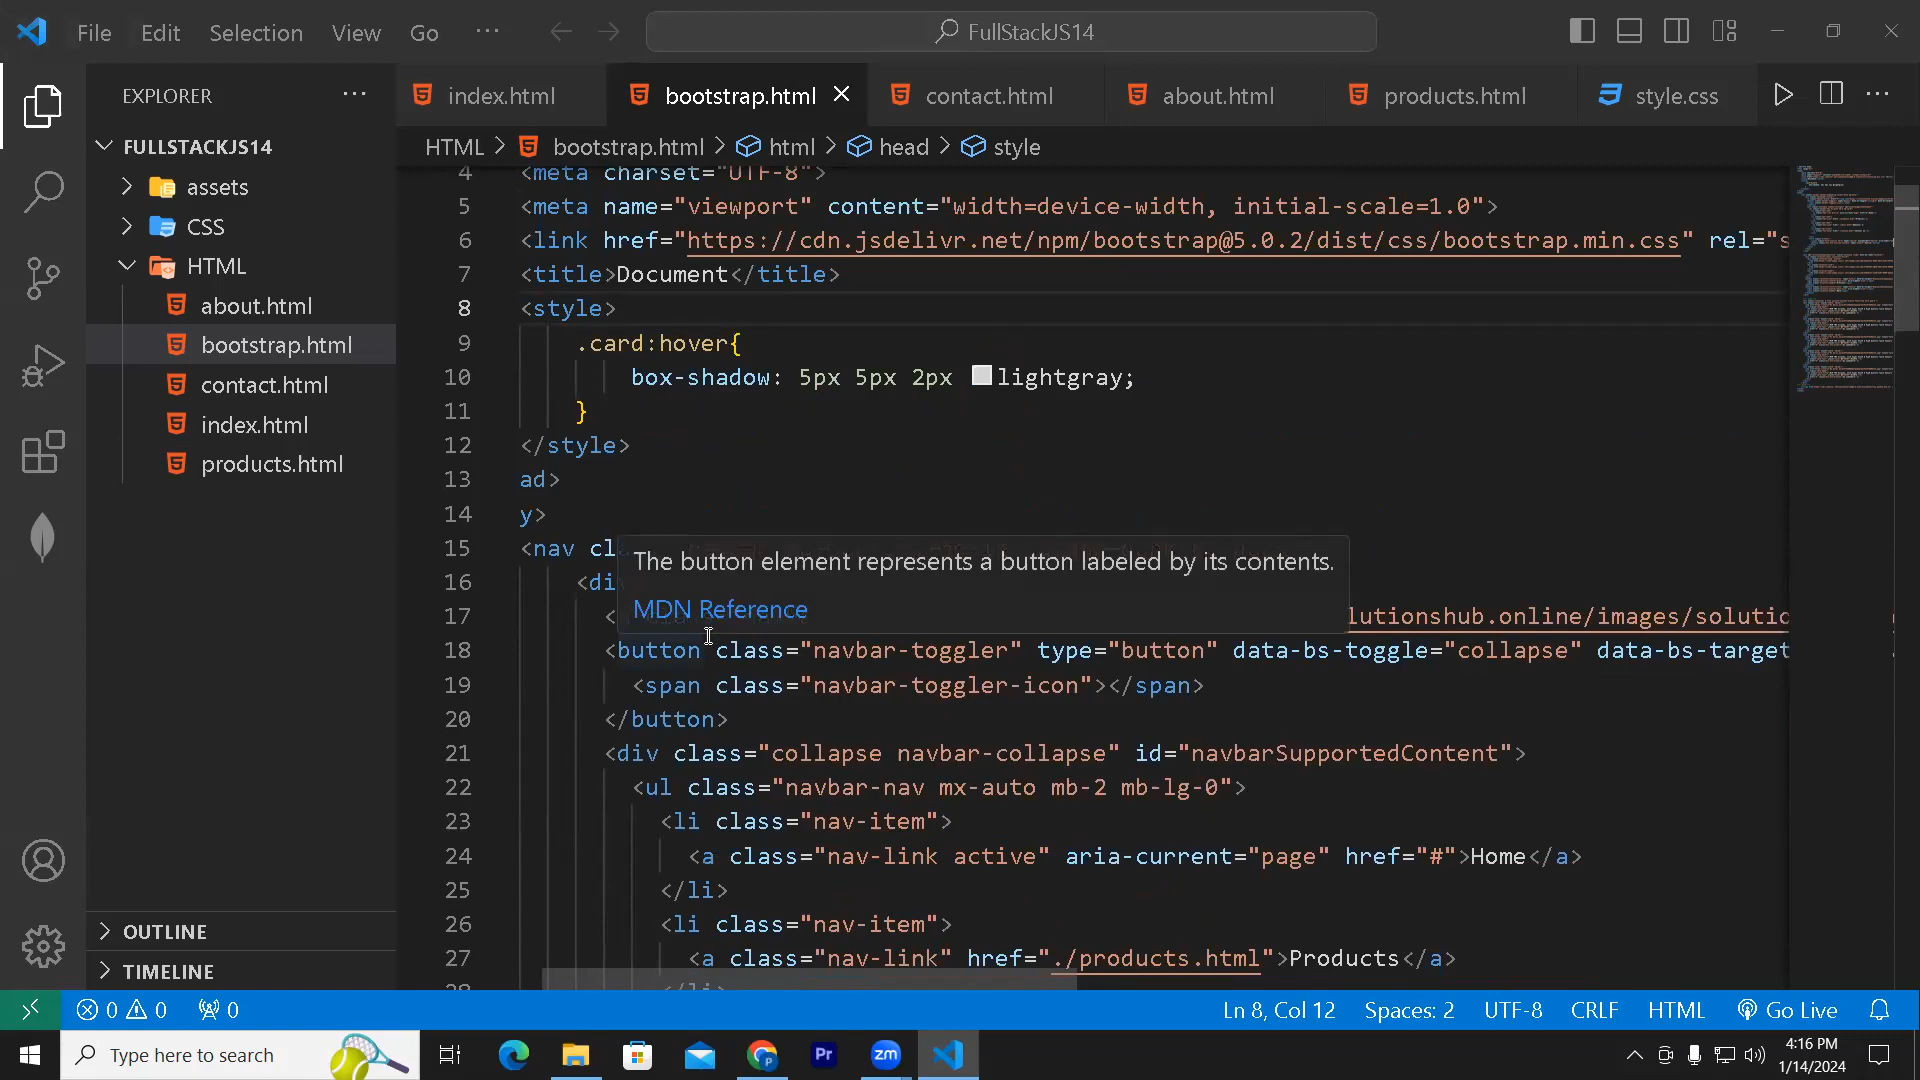 File Edit Selection View Go ··· FullStackJS14
EXPLORER ···
index.html bootstrap.html contact.html about.html products.html style.css ···
FULLSTACKJS14
HTML > bootstrap.html > html > head > style
assets
CSS
HTML
about.html
bootstrap.html
contact.html
index.html
products.html
OUTLINE
TIMELINE
4 <meta charset="UTF-8">
5 <meta name="viewport" content="width=device-width, initial-scale=1.0">
6 <link href="https://cdn.jsdelivr.net/npm/bootstrap@5.0.2/dist/css/bootstrap.min.css" rel="s
7 <title>Document</title>
8 <style>
9 .card:hover{
10 box-shadow: 5px 5px 2px lightgray;
11 }
12 </style>
13 ad>
14 y>
15 <nav cl
The button element represents a button labeled by its contents.
16 <di
MDN Reference
17 < lutionshub.online/images/solutio
18 <button class="navbar-toggler" type="button" data-bs-toggle="collapse" data-bs-target
19 <span class="navbar-toggler-icon"></span>
20 </button>
21 <div class="collapse navbar-collapse" id="navbarSupportedContent">
22 <ul class="navbar-nav mx-auto mb-2 mb-lg-0">
23 <li class="nav-item">
24 <a class="nav-link active" aria-current="page" href="#">Home</a>
25 </li>
26 <li class="nav-item">
27 <a class="nav-link" href="./products.html">Products</a>
28 </li>
0 0 0 Ln 8, Col 12 Spaces: 2 UTF-8 CRLF HTML Go Live
Type here to search Pr zm 4:16 PM
1/14/2024